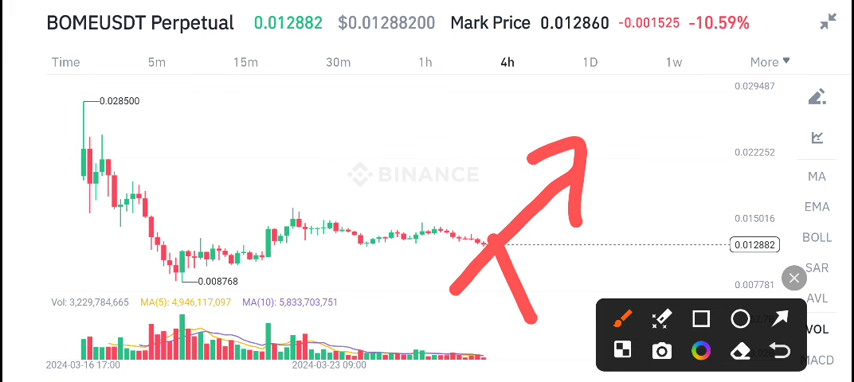 BOMEUSDT Perpetual 0.012882 $0.01288200 Mark Price 0.012860 -0.001525 -10.59%
Time 5m 15m 30m 1h 4h 1D 1w More
0.029487
0.028500
0.022252
BINANCE
MA
EMA
0.015016
BOLL
0.012882
SAR
0.008768
0.007781
AVL
Vol: 3,229,784,665 MA(5): 4,946,117,097 MA(10): 5,833,703,751
VOL
MACD
2024-03-16 17:00 2024-03-23 09:00